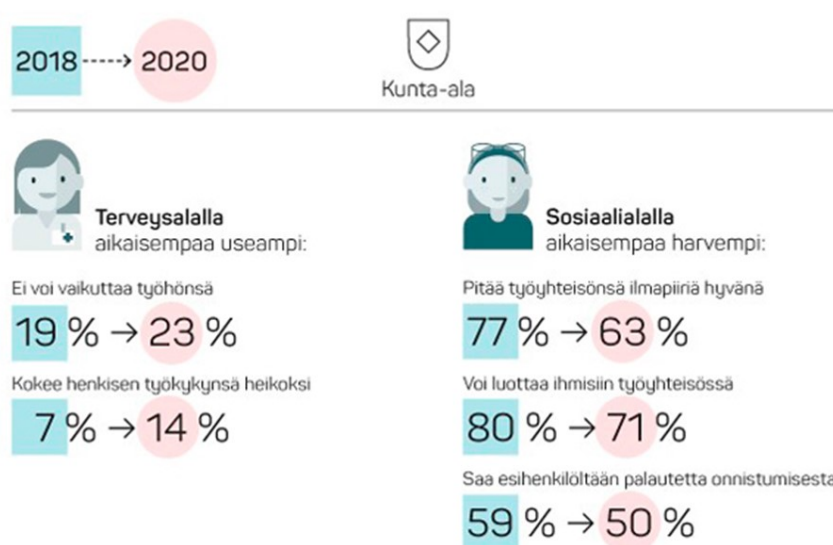 2018 ----> 2020
Kunta-ala
Terveysalalla
aikaisempaa useampi:
Ei voi vaikuttaa työhönsä
19 % → 23 %
Kokee henkisen työkykynsä heikoksi
7 % → 14 %
Sosiaalialalla
aikaisempaa harvempi:
Pitää työyhteisönsä ilmapiiriä hyvänä
77 % → 63 %
Voi luottaa ihmisiin työyhteisössä
80 % → 71 %
Saa esihenkilöltään palautetta onnistumisesta
59 % → 50 %